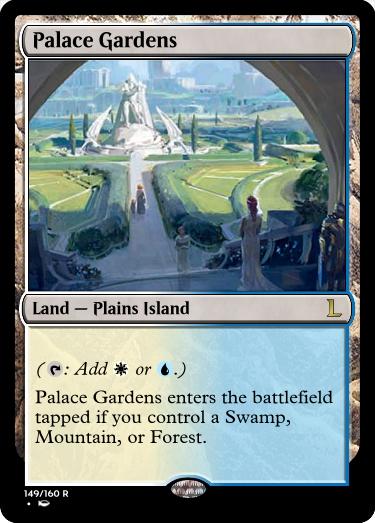 Palace Gardens
Land — Plains Island
L
( : Add or .)
Palace Gardens enters the battlefield
tapped if you control a Swamp,
Mountain, or Forest.
149/160 R